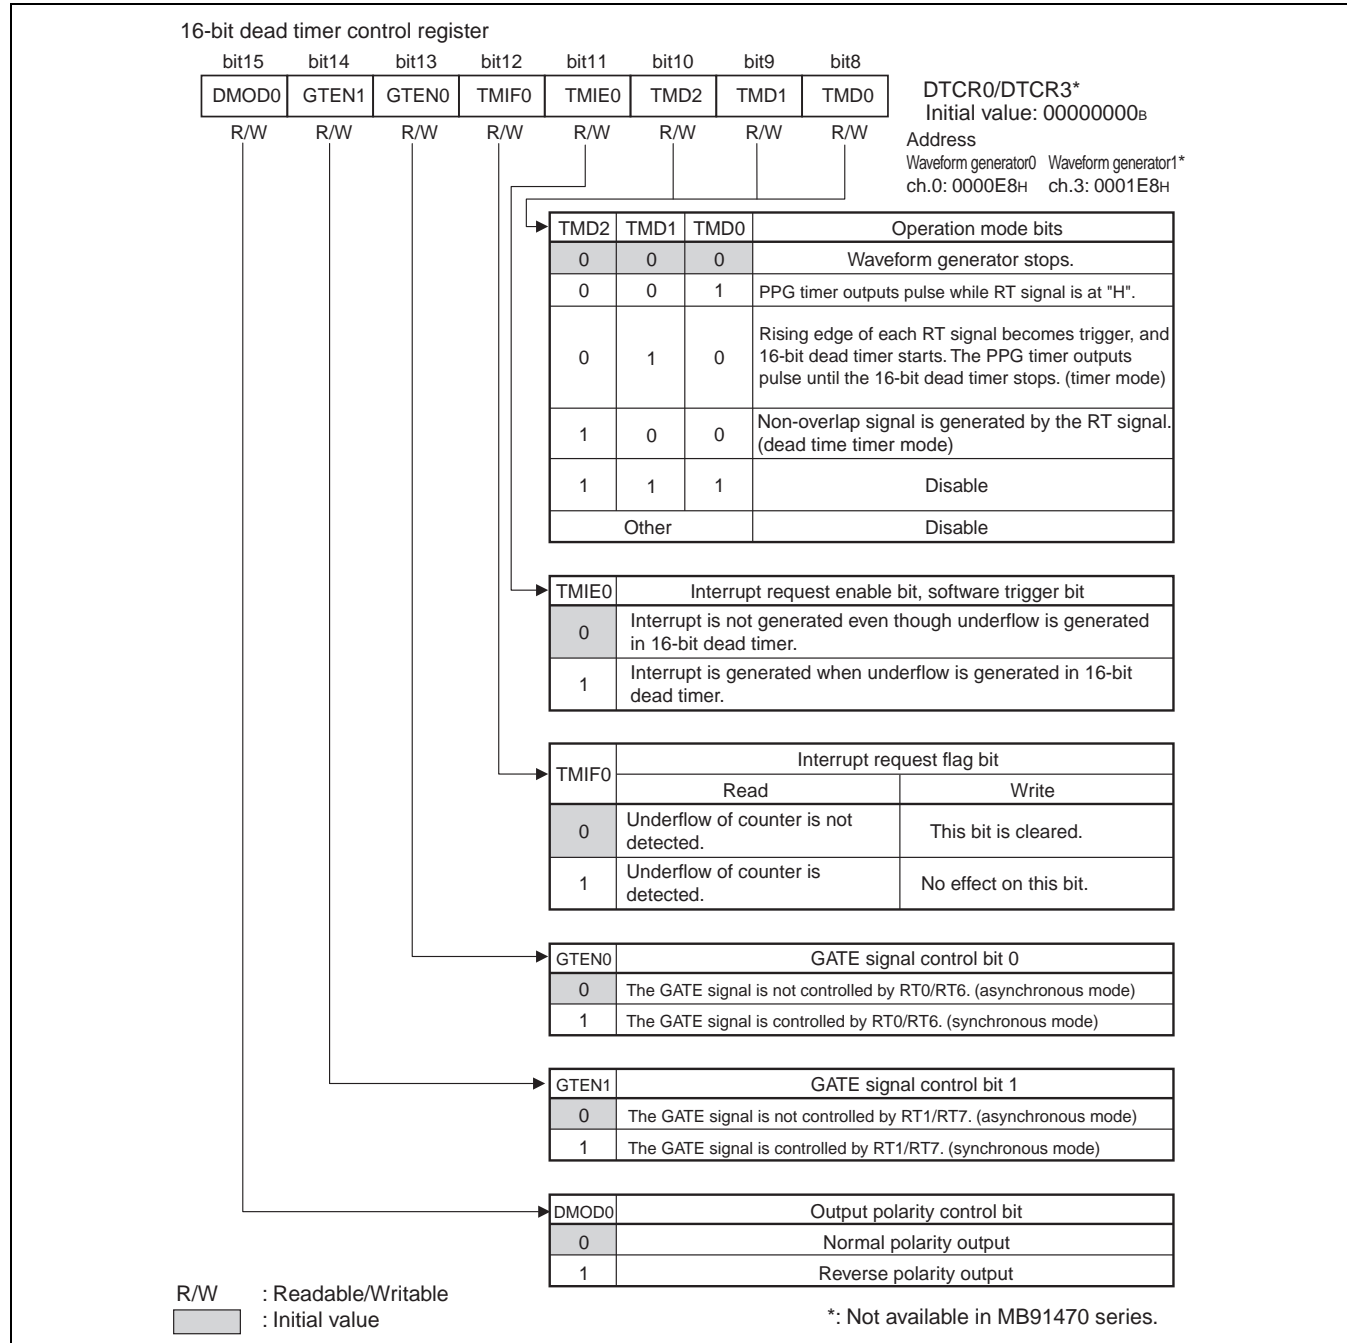 16-bit dead timer control register
bit15 bit14 bit13 bit12 bit11 bit10 bit9 bit8
DMOD0 GTEN1 GTEN0 TMIF0 TMIE0 TMD2 TMD1 TMD0
R/W R/W R/W R/W R/W R/W R/W R/W
DTCR0/DTCR3*
Initial value: 00000000B
Address
Waveform generator0 Waveform generator1*
ch.0: 0000E8H ch.3: 0001E8H
TMD2 TMD1 TMD0 Operation mode bits
0 0 0 Waveform generator stops.
0 0 1 PPG timer outputs pulse while RT signal is at "H".
Rising edge of each RT signal becomes trigger, and
0 1 0 16-bit dead timer starts. The PPG timer outputs
pulse until the 16-bit dead timer stops. (timer mode)
1 0 0 Non-overlap signal is generated by the RT signal.
(dead time timer mode)
1 1 1 Disable
Other Disable
TMIE0 Interrupt request enable bit, software trigger bit
0 Interrupt is not generated even though underflow is generated
in 16-bit dead timer.
1 Interrupt is generated when underflow is generated in 16-bit
dead timer.
TMIF0 Interrupt request flag bit
Read Write
0 Underflow of counter is not
detected. This bit is cleared.
1 Underflow of counter is
detected. No effect on this bit.
GTEN0 GATE signal control bit 0
0 The GATE signal is not controlled by RT0/RT6. (asynchronous mode)
1 The GATE signal is controlled by RT0/RT6. (synchronous mode)
GTEN1 GATE signal control bit 1
0 The GATE signal is not controlled by RT1/RT7. (asynchronous mode)
1 The GATE signal is controlled by RT1/RT7. (synchronous mode)
DMOD0 Output polarity control bit
0 Normal polarity output
1 Reverse polarity output
R/W : Readable/Writable
: Initial value
*: Not available in MB91470 series.